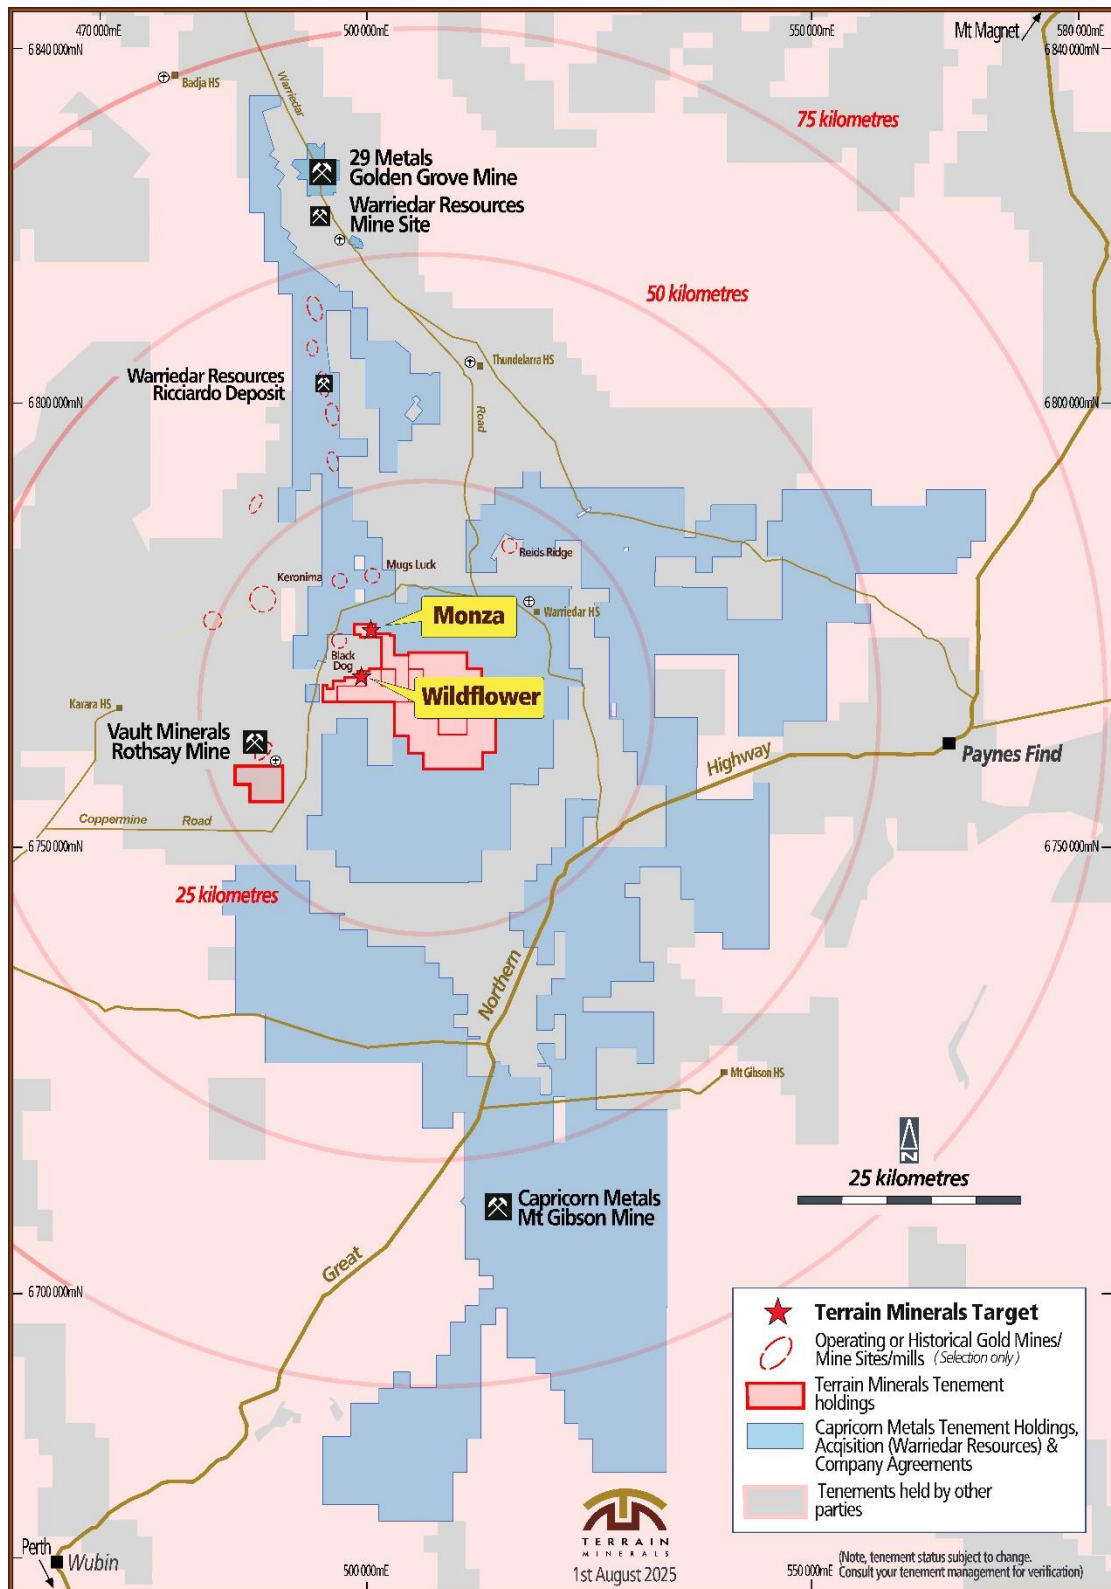 470 000mE
500 000mE
550 000mE
580 000mE
Mt Magnet
6 840 000mN
6 840 000mN
Badja HS
Warriedar
75 kilometres
29 Metals
Golden Grove Mine
Warriedar Resources
Mine Site
50 kilometres
Thundelarra HS
Warriedar Resources
Ricciardo Deposit
6 800 000mN
6 800 000mN
Road
Reids Ridge
Mugs Luck
Keronima
Monza
Warriedar HS
Black
Dog
Wildflower
Karara HS
Vault Minerals
Rothsay Mine
Highway
Paynes Find
Coppermine Road
6 750 000mN
6 750 000mN
25 kilometres
Northern
Mt Gibson HS
N
25 kilometres
Capricorn Metals
Mt Gibson Mine
Great
6 700 000mN
6 700 000mN
Terrain Minerals Target
Operating or Historical Gold Mines/
Mine Sites/mills (Selection only)
Terrain Minerals Tenement
holdings
Capricorn Metals Tenement Holdings,
Acqisition (Warriedar Resources) &
Company Agreements
Tenements held by other
parties
Perth
Wubin
TERRAIN
MINERALS
1st August 2025
500 000mE
550 000mE
(Note, tenement status subject to change.
Consult your tenement management for verification)